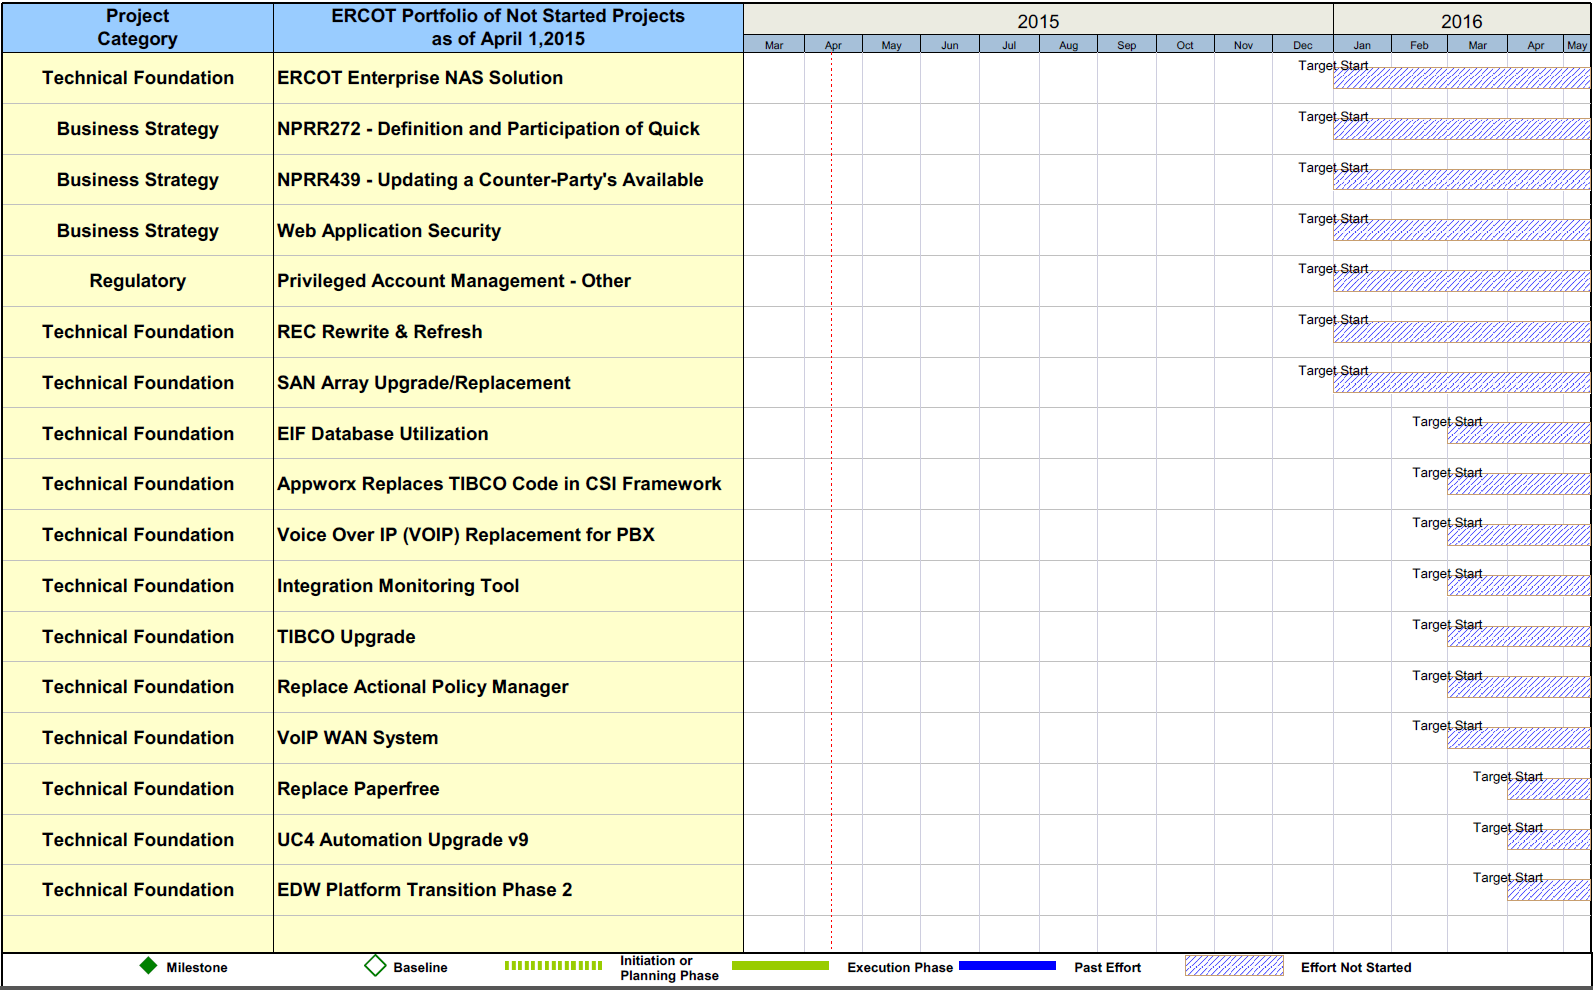 Project
Category
ERCOT Portfolio of Not Started Projects
as of April 1,2015
2015
2016
Mar Apr May Jun Jul Aug Sep Oct Nov Dec Jan Feb Mar Apr May
Technical Foundation ERCOT Enterprise NAS Solution Target Start
Business Strategy NPRR272 - Definition and Participation of Quick Target Start
Business Strategy NPRR439 - Updating a Counter-Party's Available Target Start
Business Strategy Web Application Security Target Start
Regulatory Privileged Account Management - Other Target Start
Technical Foundation REC Rewrite & Refresh Target Start
Technical Foundation SAN Array Upgrade/Replacement Target Start
Technical Foundation EIF Database Utilization Target Start
Technical Foundation Appworx Replaces TIBCO Code in CSI Framework Target Start
Technical Foundation Voice Over IP (VOIP) Replacement for PBX Target Start
Technical Foundation Integration Monitoring Tool Target Start
Technical Foundation TIBCO Upgrade Target Start
Technical Foundation Replace Actional Policy Manager Target Start
Technical Foundation VoIP WAN System Target Start
Technical Foundation Replace Paperfree Target Start
Technical Foundation UC4 Automation Upgrade v9 Target Start
Technical Foundation EDW Platform Transition Phase 2 Target Start
Milestone
Baseline
Initiation or
Planning Phase
Execution Phase
Past Effort
Effort Not Started